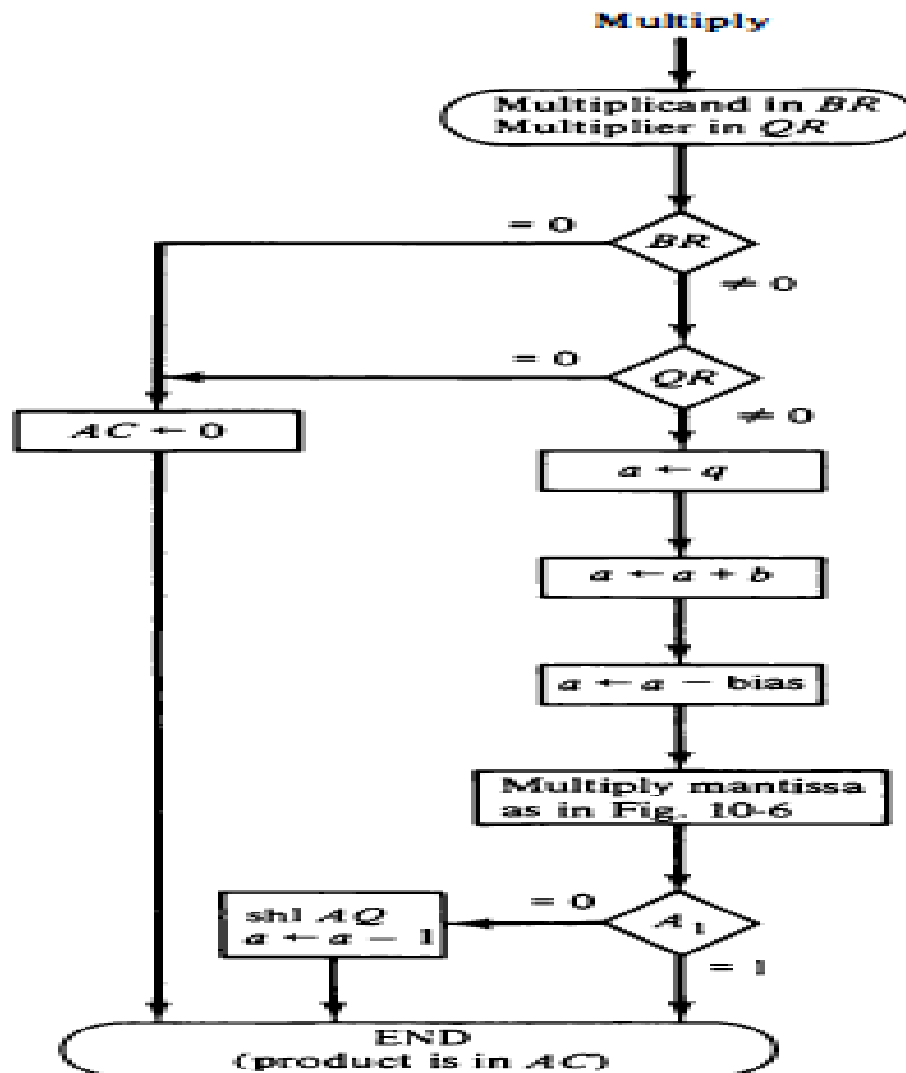 Multiply
Multiplicand in BR
Multiplier in QR
= 0
BR
≠ 0
= 0
QR
≠ 0
AC ← 0
a ← q
a ← a + b
a ← a − bias
Multiply mantissa
as in Fig. 10-6
= 0
A₁
shl AQ
a ← a − 1
= 1
END
(product is in AC)